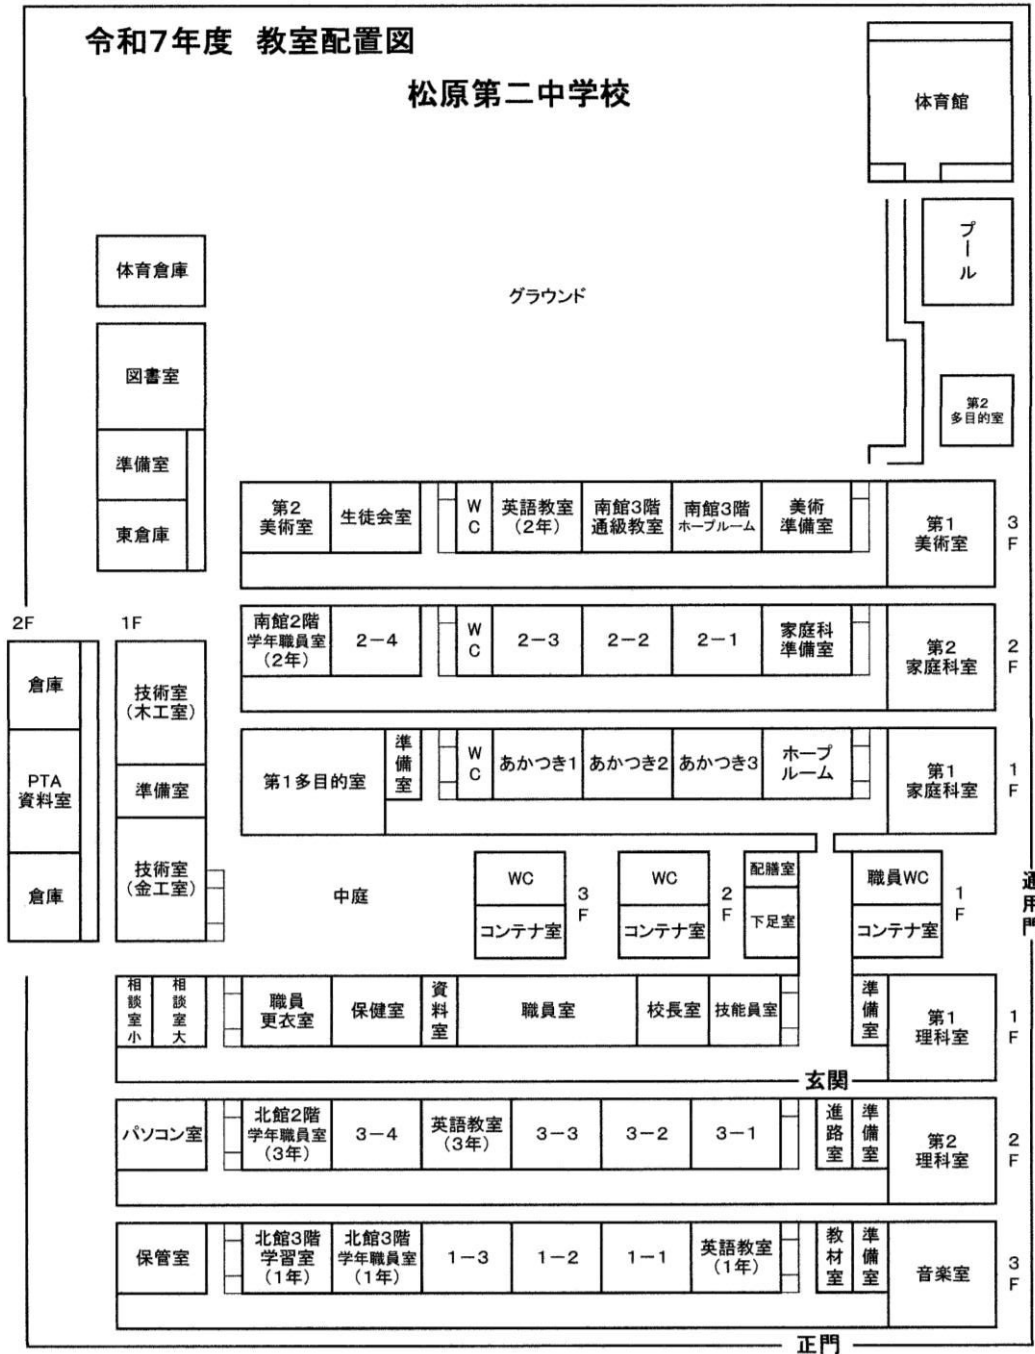 令和7年度 教室配置図
松原第二中学校
体育館
プール
体育倉庫
グラウンド
図書室
第2
多目的室
準備室
東倉庫
第2
美術室
生徒会室
WC
英語教室
(2年)
南館3階
通級教室
南館3階
ホープルーム
美術
準備室
第1
美術室
3F
2F
1F
南館2階
学年職員室
(2年)
2-4
WC
2-3
2-2
2-1
家庭科
準備室
第2
家庭科室
2F
倉庫
PTA
資料室
倉庫
技術室
(木工室)
準備室
技術室
(金工室)
第1多目的室
準備室
WC
あかつき1
あかつき2
あかつき3
ホープ
ルーム
第1
家庭科室
1F
中庭
WC
コンテナ室
3F
WC
コンテナ室
2F
配膳室
下足室
職員WC
コンテナ室
1F
通用門
相談室小
相談室大
職員
更衣室
保健室
資料室
職員室
校長室
技能員室
準備室
第1
理科室
1F
玄関
パソコン室
北館2階
学年職員室
(3年)
3-4
英語教室
(3年)
3-3
3-2
3-1
進路室
準備室
第2
理科室
2F
保管室
北館3階
学習室
(1年)
北館3階
学年職員室
(1年)
1-3
1-2
1-1
英語教室
(1年)
教材室
準備室
音楽室
3F
正門